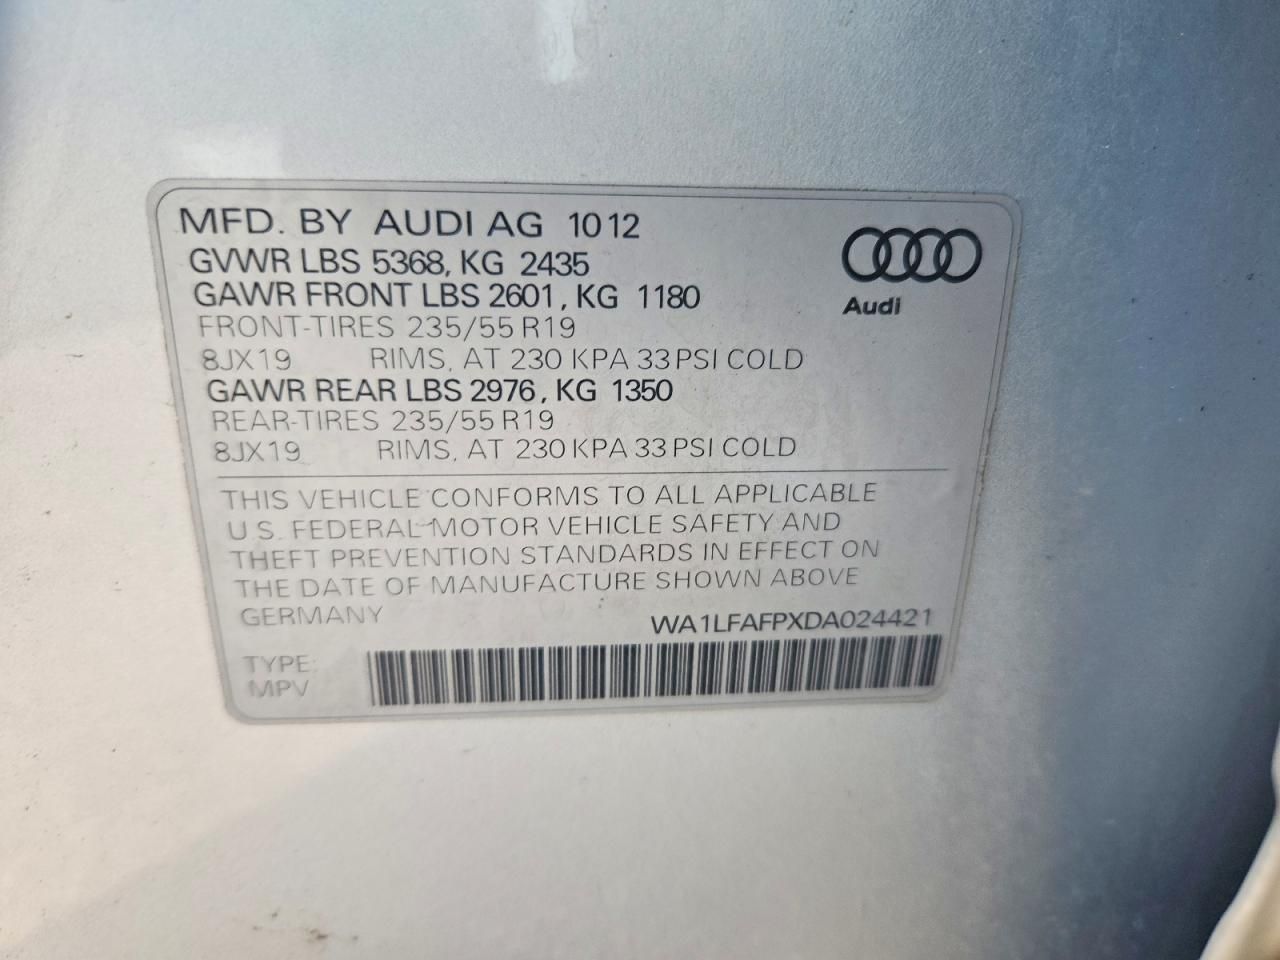 MFD. BY AUDI AG 10 12
GVWR LBS 5368, KG 2435
GAWR FRONT LBS 2601, KG 1180
FRONT-TIRES 235/55 R19
8JX19 RIMS, AT 230 KPA 33 PSI COLD
GAWR REAR LBS 2976, KG 1350
REAR-TIRES 235/55 R19
8JX19 RIMS, AT 230 KPA 33 PSI COLD
Audi
THIS VEHICLE CONFORMS TO ALL APPLICABLE
U.S. FEDERAL MOTOR VEHICLE SAFETY AND
THEFT PREVENTION STANDARDS IN EFFECT ON
THE DATE OF MANUFACTURE SHOWN ABOVE
GERMANY
WA1LFAFPXDA024421
TYPE:
MPV